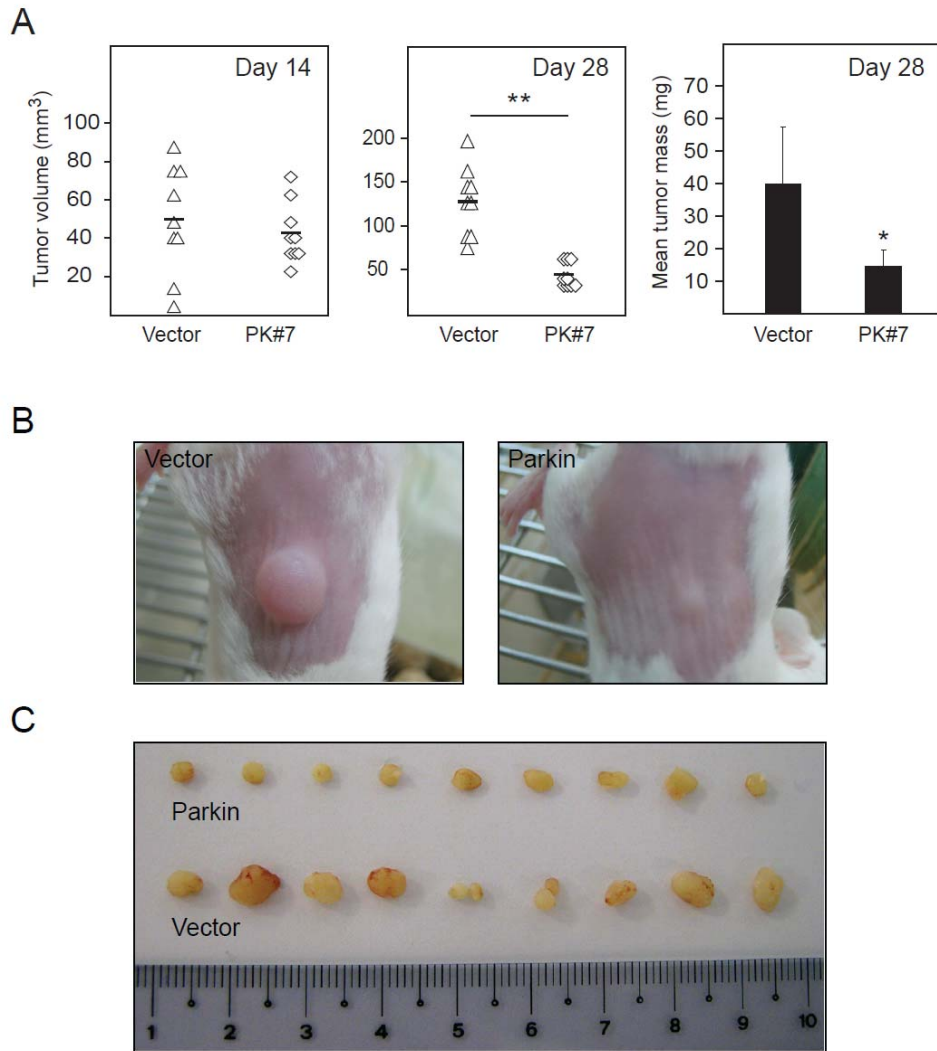 A
Day 14
Tumor volume (mm3)
100
80
60
40
20
Vector PK#7
Day 28
**
200
150
100
50
Vector PK#7
Day 28
Mean tumor mass (mg)
70
60
50
40
30
20
10
*
Vector PK#7
B
Vector
Parkin
C
Parkin
Vector
1 2 3 4 5 6 7 8 9 10